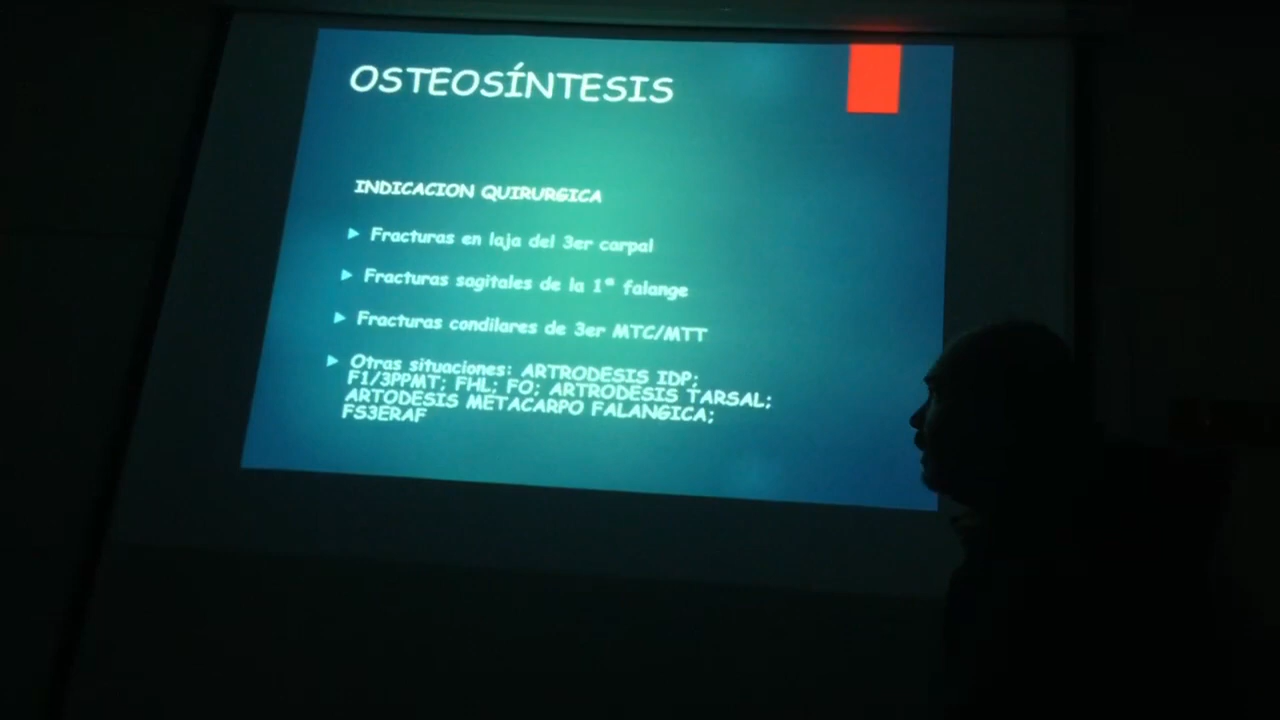 OSTEOSÍNTESIS
INDICACION QUIRURGICA
Fracturas en laja del 3er carpal
Fracturas sagitales de la 1ª falange
Fracturas condilares de 3er MTC/MTT
Otras situaciones: ARTRODESIS IDP;
F1/3PPMT; FHL; FO; ARTRODESIS TARSAL;
ARTODESIS METACARPO FALANGICA;
FS3ERAF